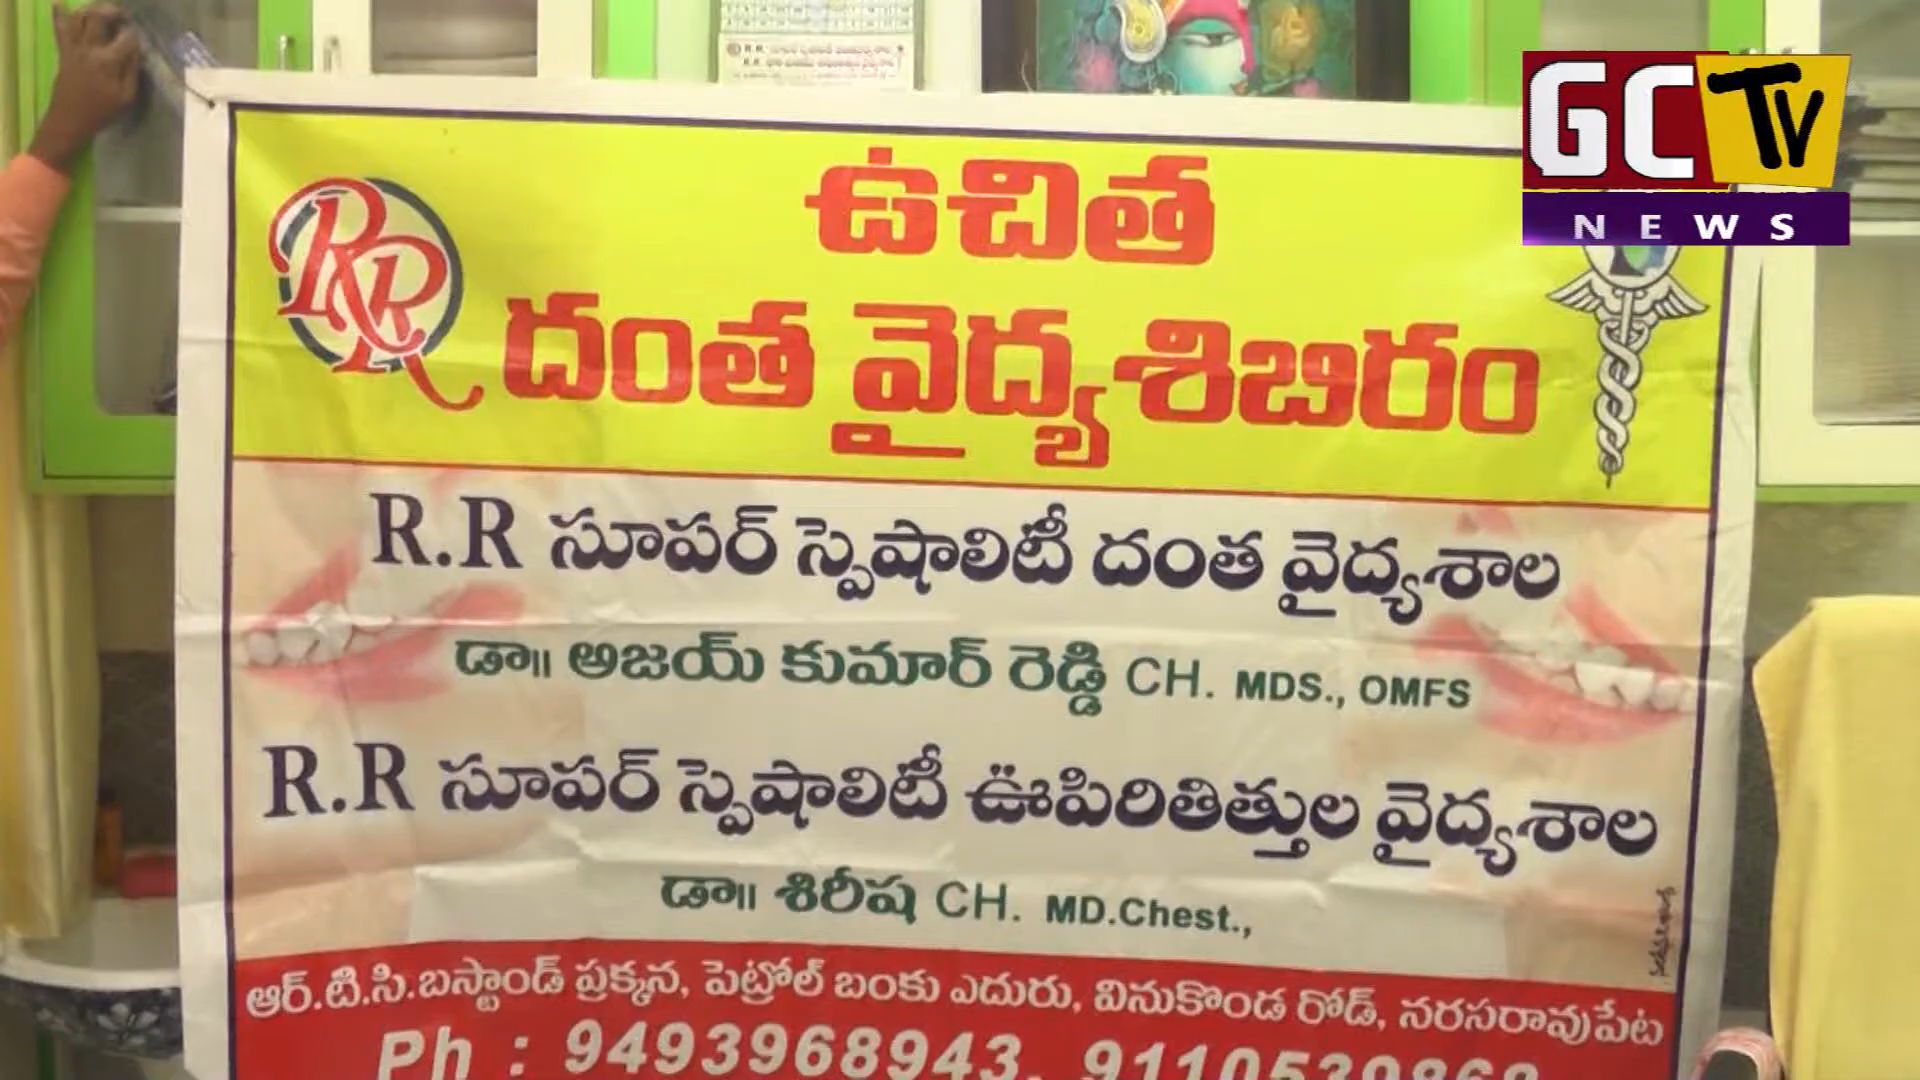 GC TV
NEWS
RR
ఉచిత
దంత వైద్యశిబిరం
R.R సూపర్ స్పెషాలిటీ దంత వైద్యశాల
డా|| అజయ్ కుమార్ రెడ్డి CH. MDS., OMFS
R.R సూపర్ స్పెషాలిటీ ఊపిరితిత్తుల వైద్యశాల
డా|| శిరీష CH. MD.Chest.,
ఆర్.టి.సి.బస్టాండ్ ప్రక్కన, పెట్రోల్ బంకు ఎదురు, వినుకొండ రోడ్, నరసరావుపేట
Ph : 9493968943,